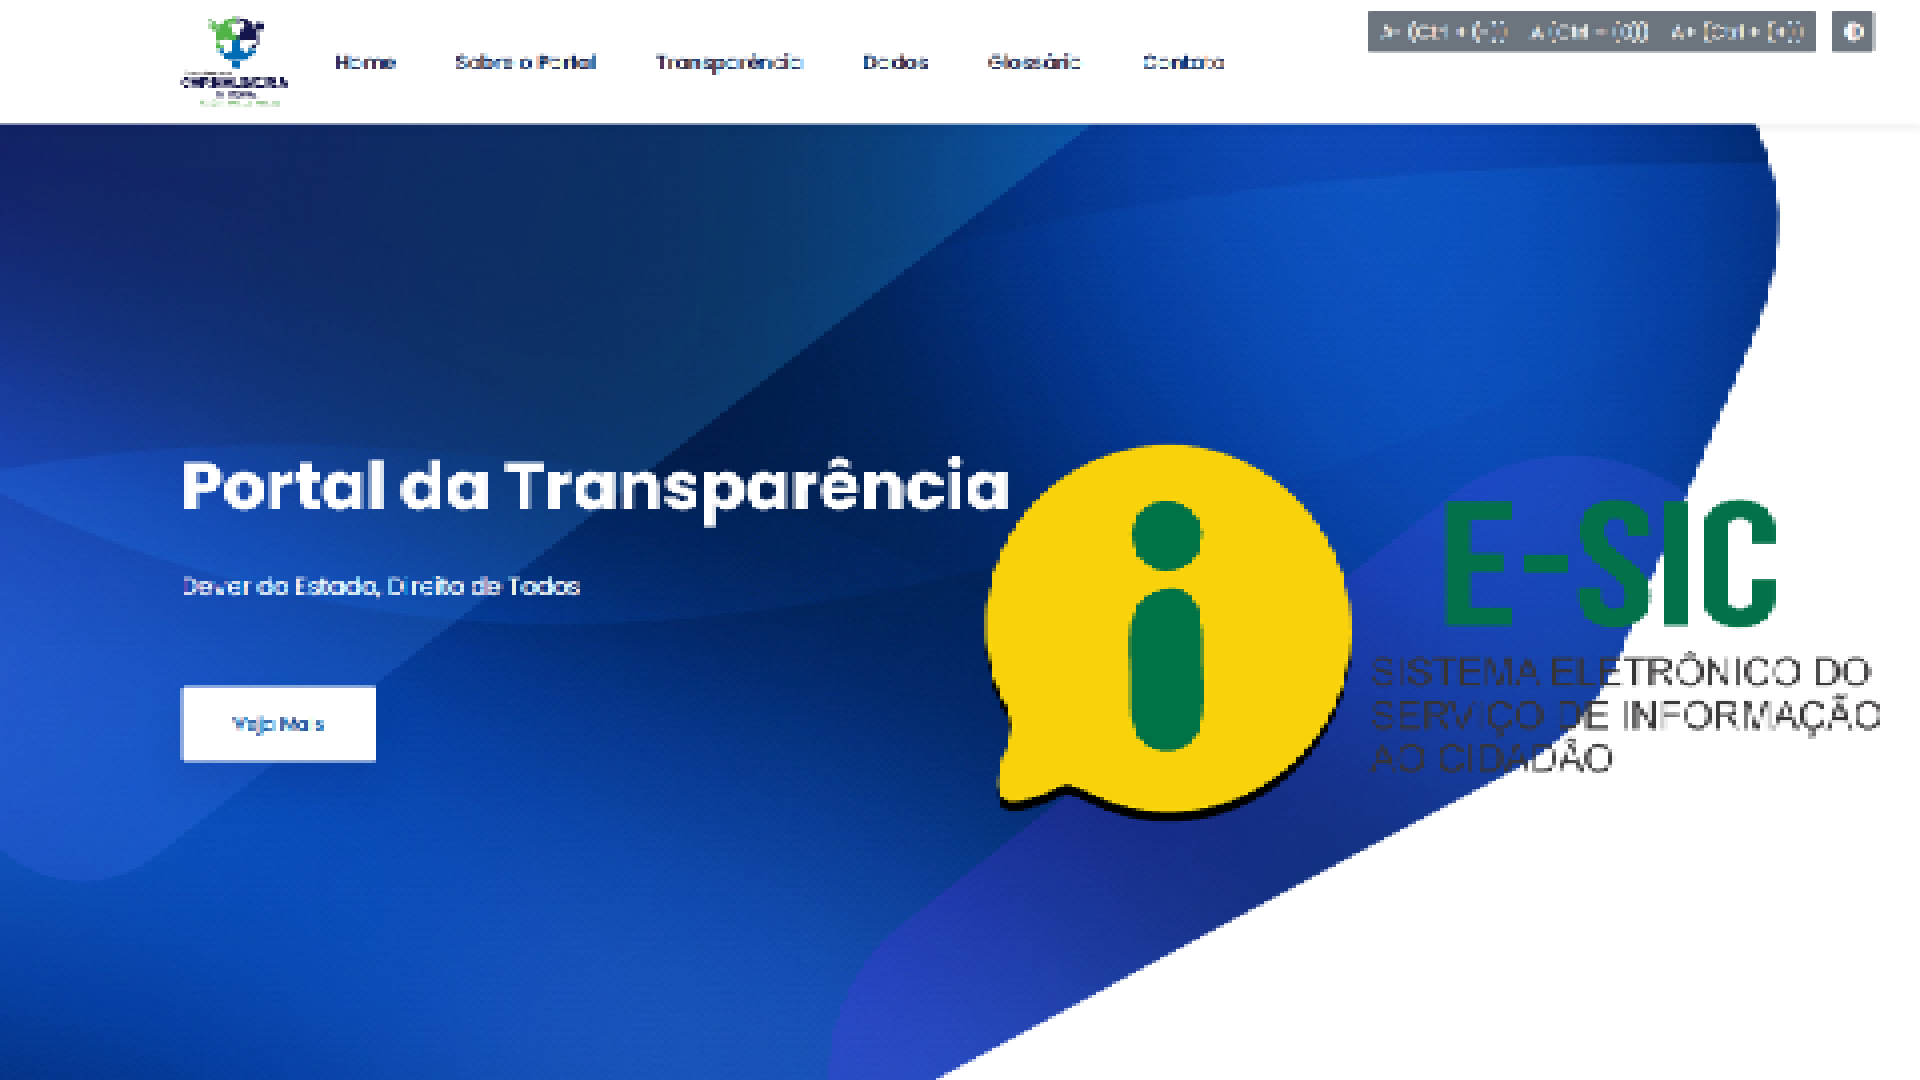 Home
Sobre o Portal
Transparência
Dados
Glossário
Contato
A- (Ctrl + (-)) A (Ctrl + (0)) A+ (Ctrl + (+))
Portal da Transparência
Dever do Estado, Direito de Todos
Veja Mais
E-SIC
SISTEMA ELETRÔNICO DO
SERVIÇO DE INFORMAÇÃO
AO CIDADÃO